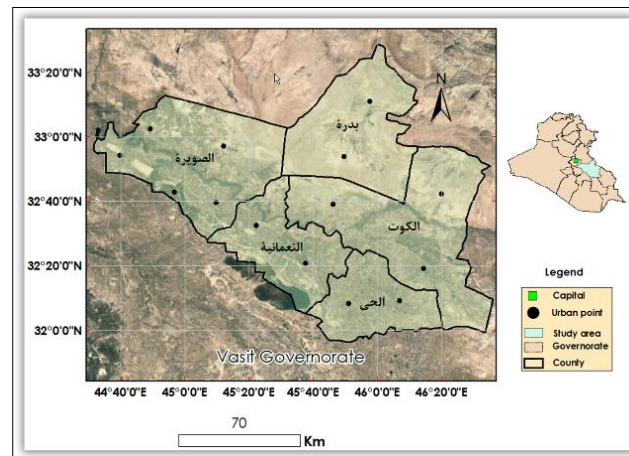 33°20'0"N
33°0'0"N
32°40'0"N
32°20'0"N
32°0'0"N
N
بدرة
الصويرة
الكوت
النعمانية
الحى
Vasit Governorate
44°40'0"E
45°0'0"E
45°20'0"E
45°40'0"E
46°0'0"E
46°20'0"E
70
Km
Legend
Capital
Urban point
Study area
Governorate
County